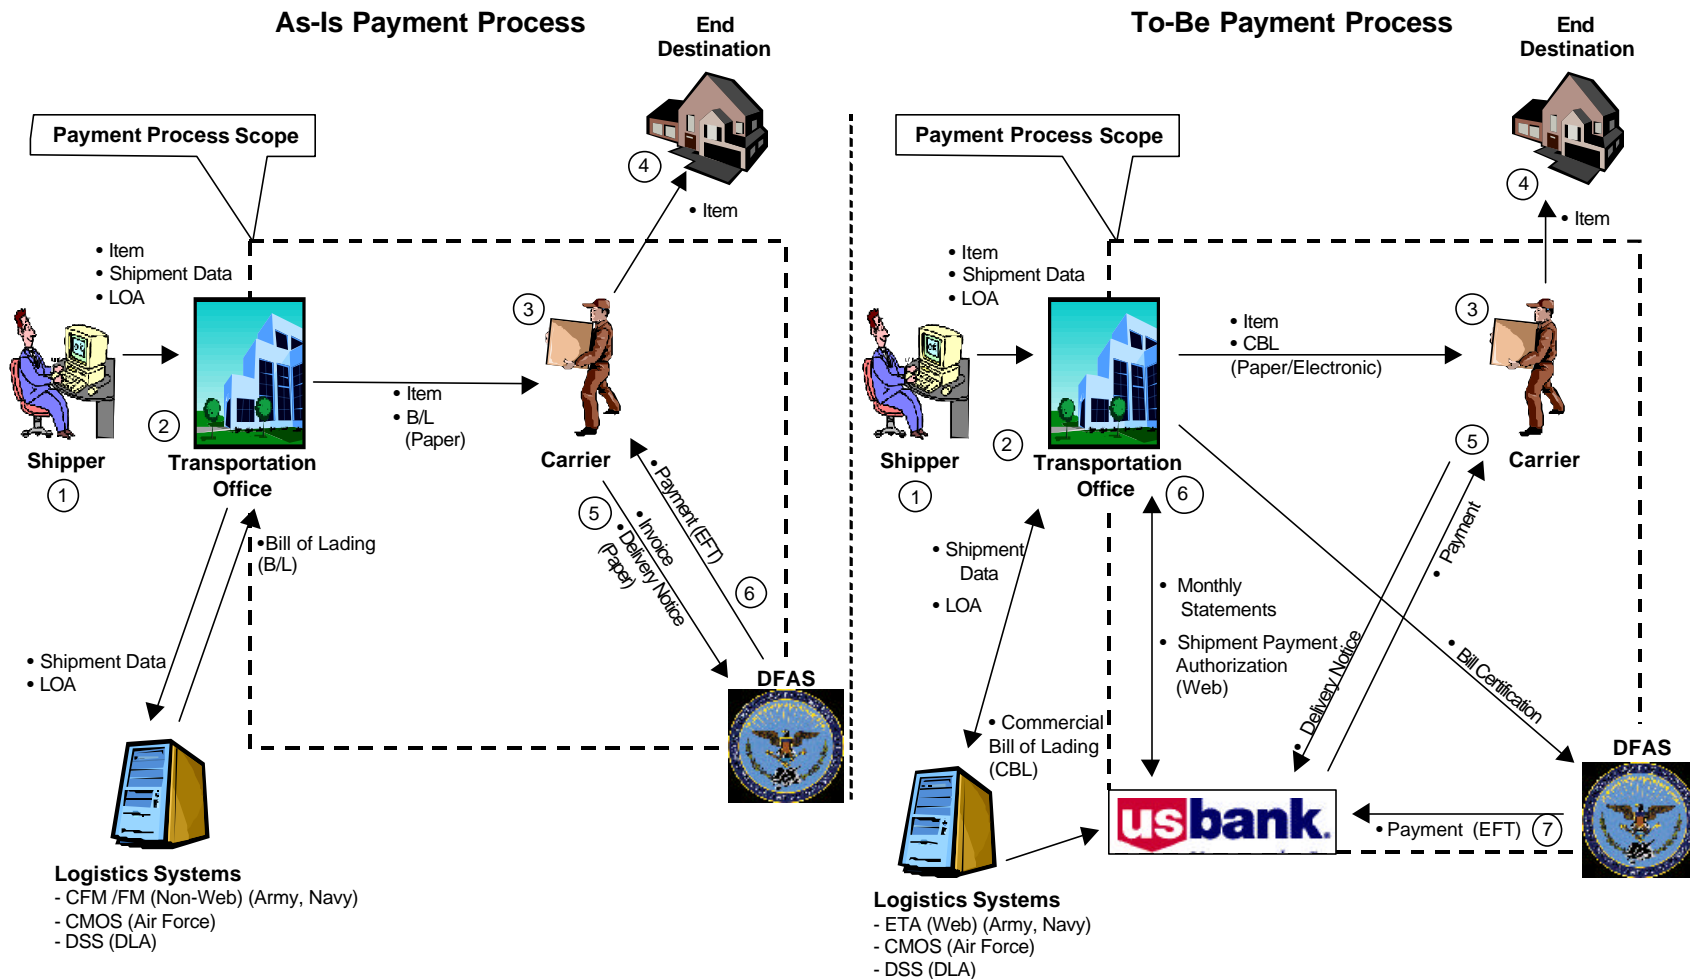 As-Is Payment Process
End
Destination
Payment Process Scope
4
• Item
• Item
• Shipment Data
• LOA
3
2
• Item
• B/L
(Paper)
Shipper
1
Transportation
Office
Carrier
• Payment (EFT)
5
• Invoice
• Delivery Notice
(Paper)
6
• Bill of Lading
(B/L)
• Shipment Data
• LOA
DFAS
Logistics Systems
- CFM /FM (Non-Web) (Army, Navy)
- CMOS (Air Force)
- DSS (DLA)
To-Be Payment Process
End
Destination
Payment Process Scope
4
• Item
• Item
• Shipment Data
• LOA
3
• Item
• CBL
(Paper/Electronic)
2
Shipper
1
Transportation
Office
6
5
Carrier
• Shipment
Data
• LOA
• Monthly
Statements
• Shipment Payment
Authorization
(Web)
• Payment
• Delivery Notice
• Bill Certification
• Commercial
Bill of Lading
(CBL)
DFAS
usbank.
• Payment (EFT)
7
Logistics Systems
- ETA (Web) (Army, Navy)
- CMOS (Air Force)
- DSS (DLA)